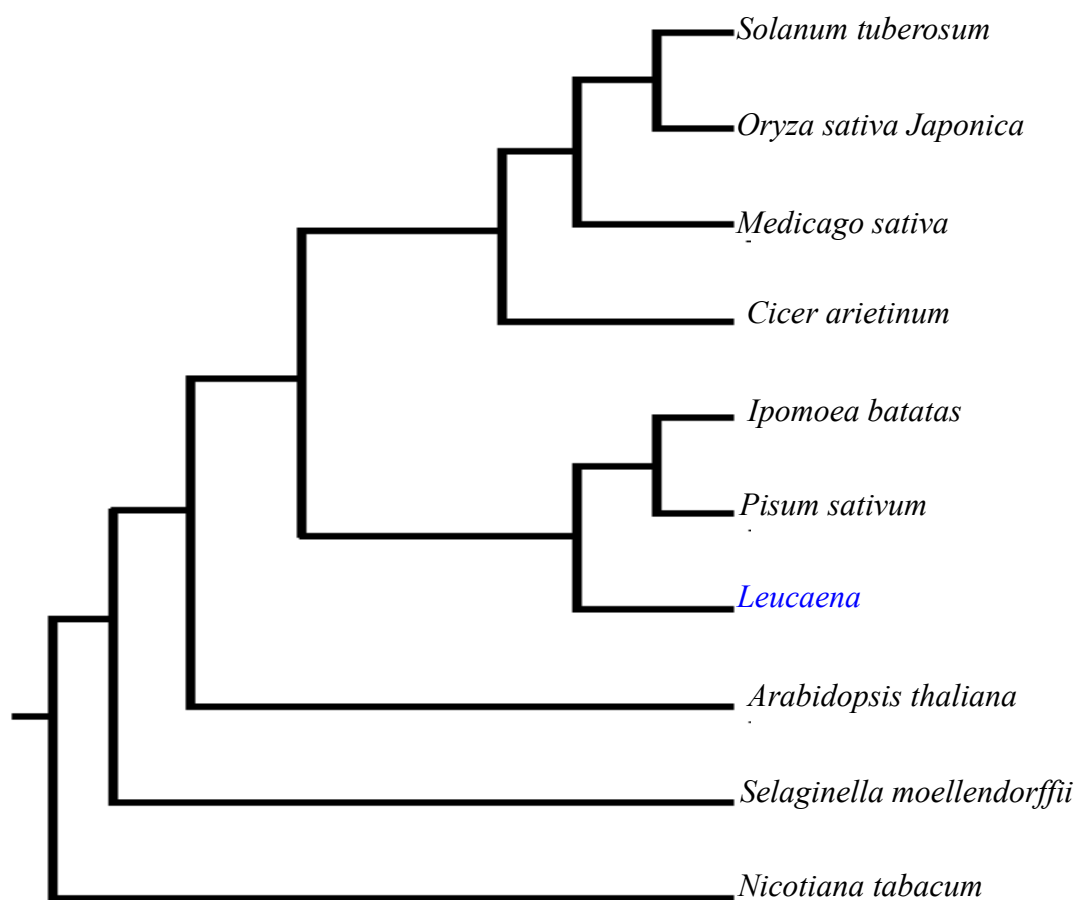 Solanum tuberosum
Oryza sativa Japonica
Medicago sativa
Cicer arietinum
Ipomoea batatas
Pisum sativum
Leucaena
Arabidopsis thaliana
Selaginella moellendorffii
Nicotiana tabacum